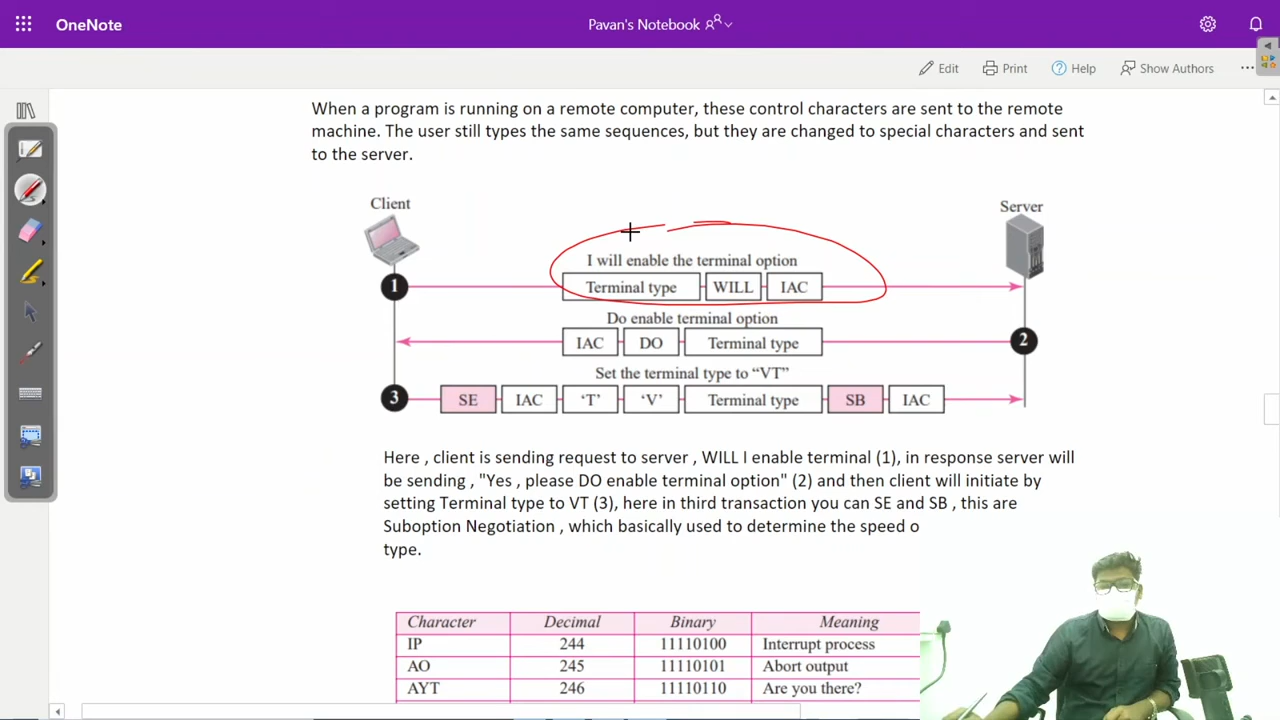 OneNote
Pavan's Notebook
Edit
Print
Help
Show Authors
When a program is running on a remote computer, these control characters are sent to the remote
machine. The user still types the same sequences, but they are changed to special characters and sent
to the server.
Client
Server
I will enable the terminal option
1 Terminal type WILL IAC
Do enable terminal option
IAC DO Terminal type 2
Set the terminal type to “VT”
3 SE IAC ‘T’ ‘V’ Terminal type SB IAC
Here , client is sending request to server , WILL I enable terminal (1), in response server will
be sending , "Yes , please DO enable terminal option" (2) and then client will initiate by
setting Terminal type to VT (3), here in third transaction you can SE and SB , this are
Suboption Negotiation , which basically used to determine the speed o
type.
Character Decimal Binary Meaning
IP 244 11110100 Interrupt process
AO 245 11110101 Abort output
AYT 246 11110110 Are you there?